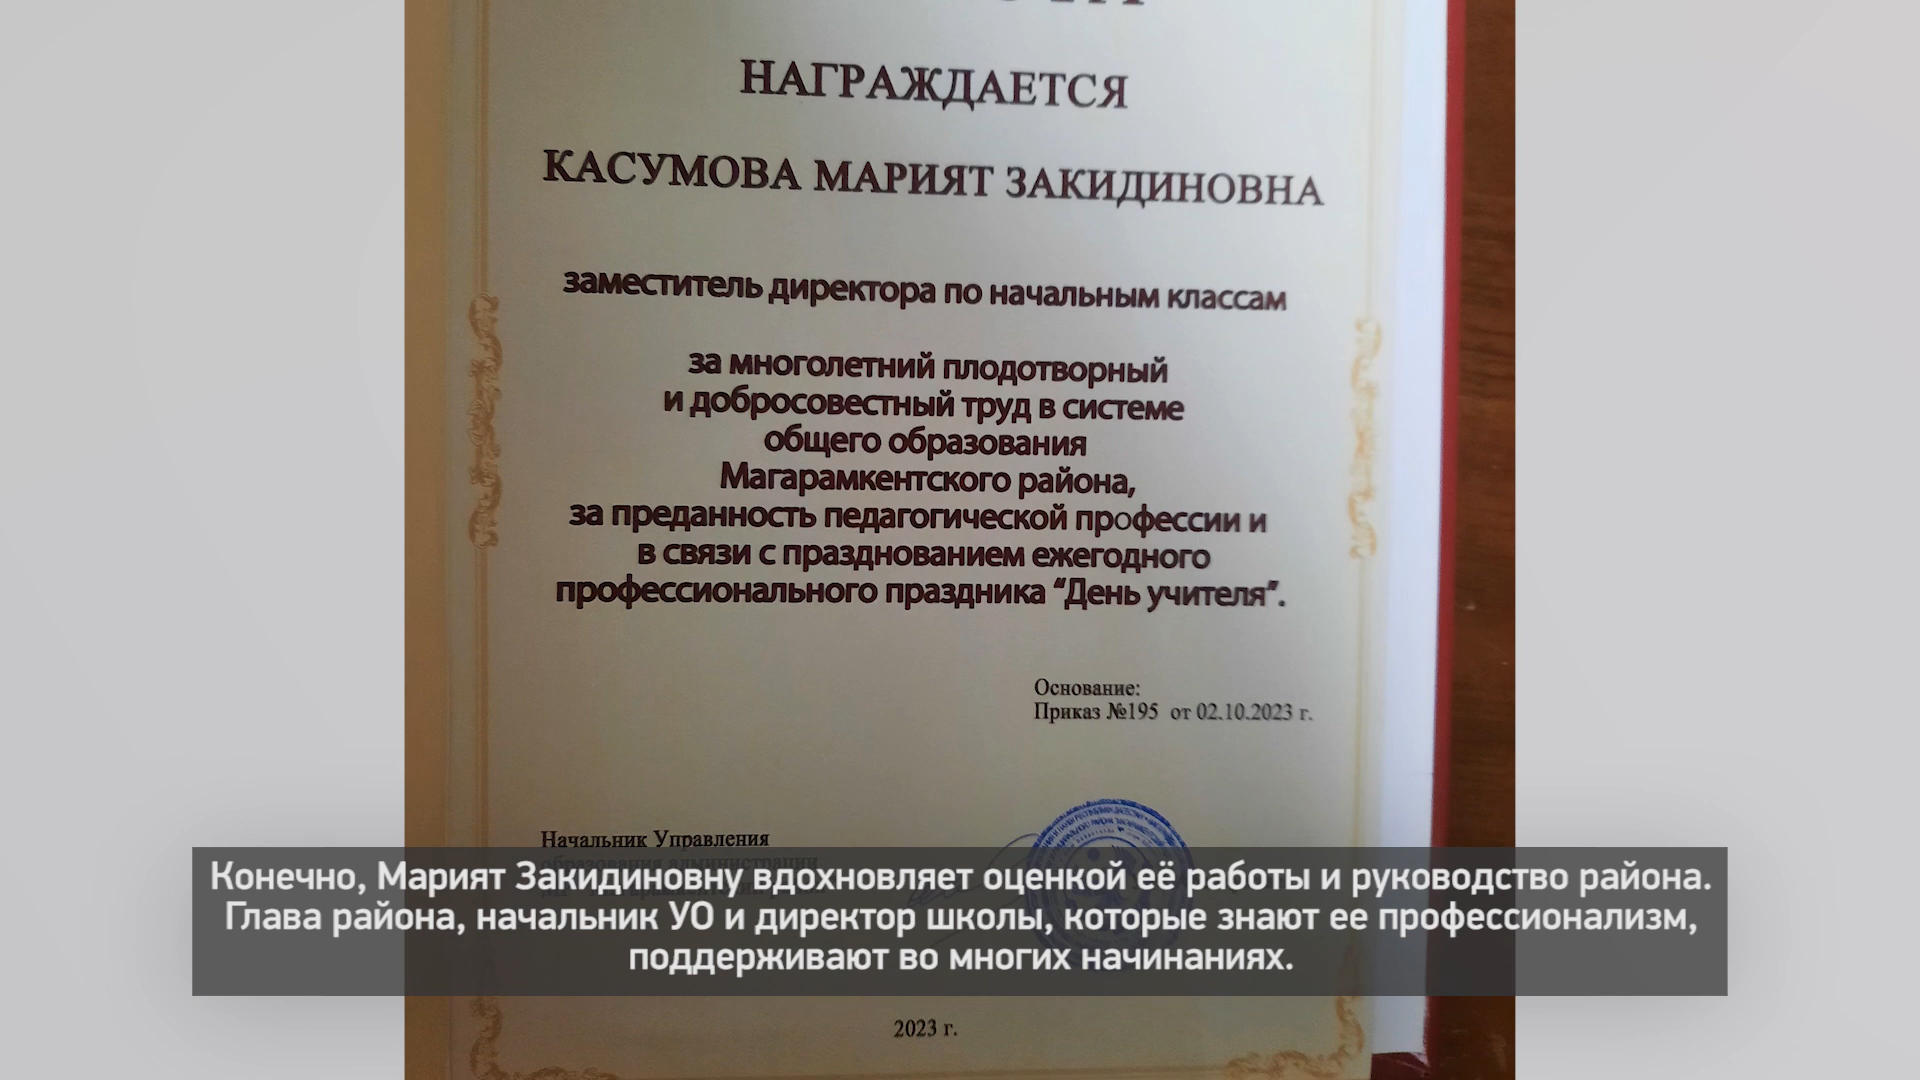 НАГРАЖДАЕТСЯ
КАСУМОВА МАРИЯТ ЗАКИДИНОВНА
заместитель директора по начальным классам
за многолетний плодотворный
и добросовестный труд в системе
общего образования
Магарамкентского района,
за преданность педагогической профессии и
в связи с празднованием ежегодного
профессионального праздника “День учителя”.
Основание:
Приказ №195 от 02.10.2023 г.
Начальник Управления
образования администрации
Конечно, Марият Закидиновну вдохновляет оценкой её работы и руководство района.
Глава района, начальник УО и директор школы, которые знают ее профессионализм,
поддерживают во многих начинаниях.
2023 г.